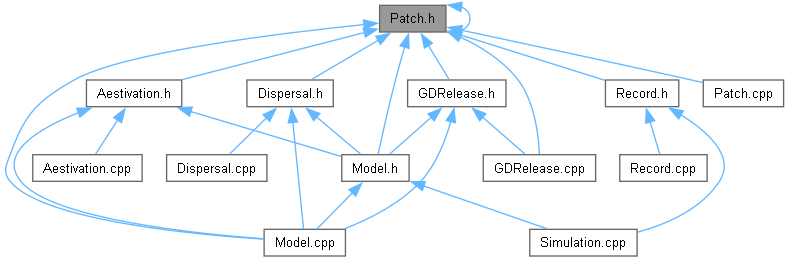 Patch.h
Aestivation.h
Dispersal.h
GDRelease.h
Record.h
Patch.cpp
Aestivation.cpp
Dispersal.cpp
Model.h
GDRelease.cpp
Record.cpp
Model.cpp
Simulation.cpp